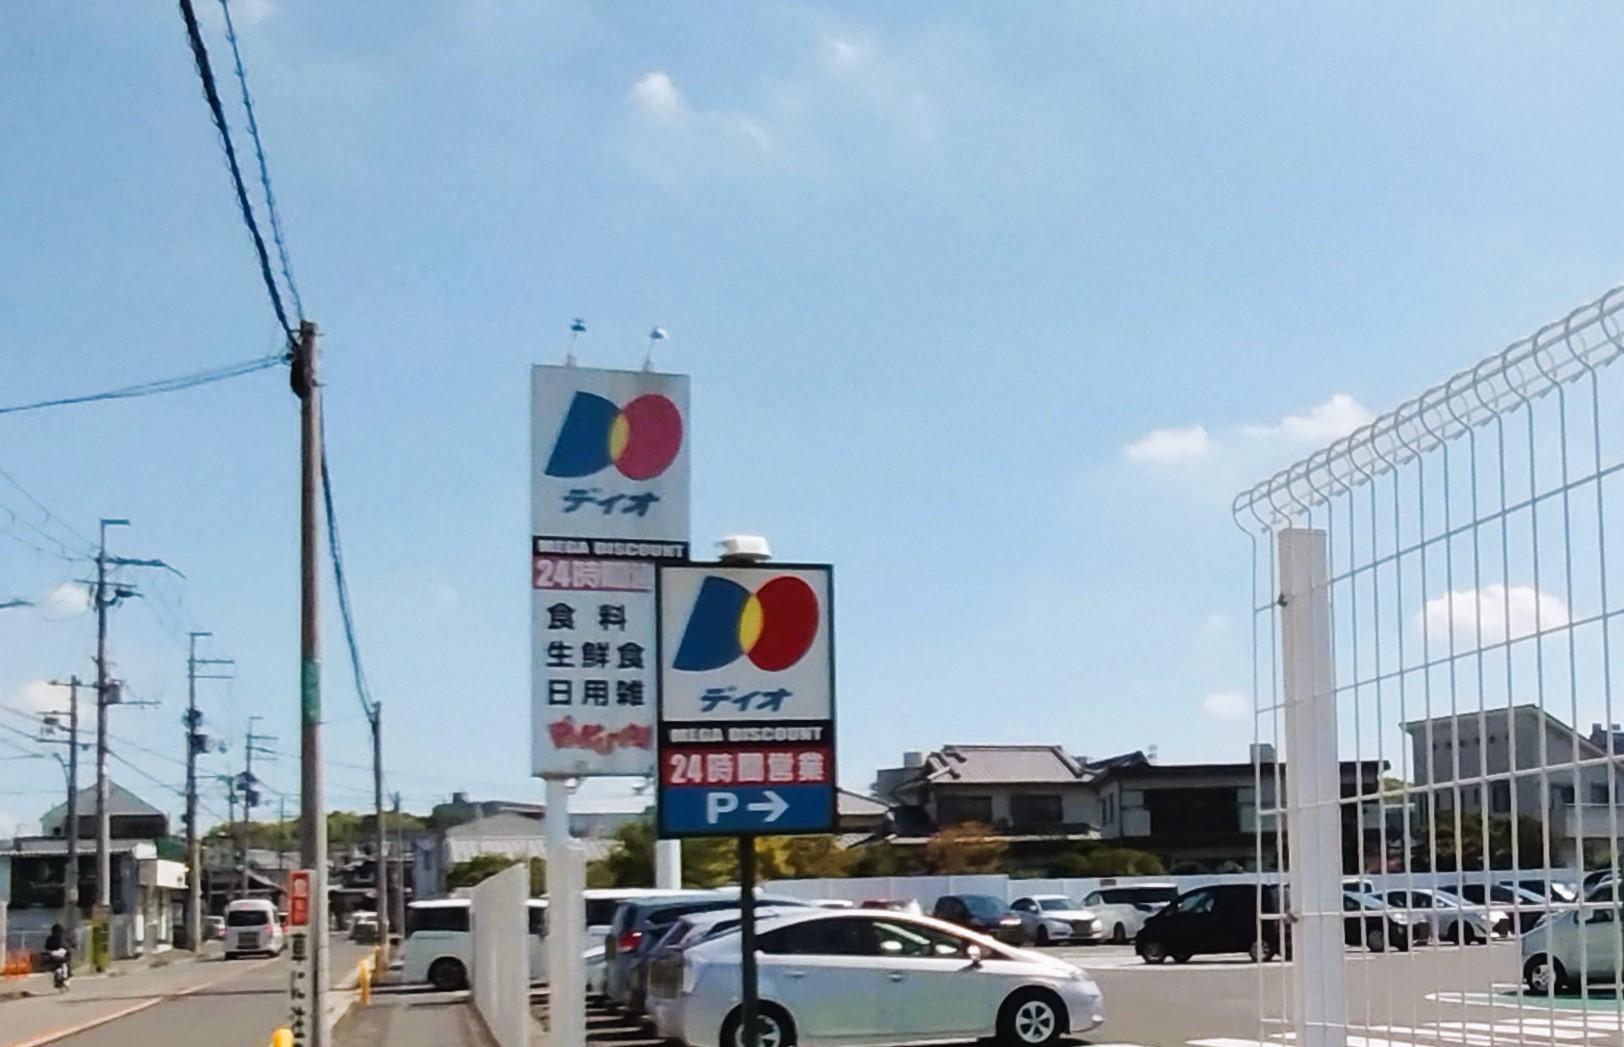 ディオ
MEGA DISCOUNT
24時間
食料
生鮮食
日用雑
ディオ
MEGA DISCOUNT
24時間営業
P→